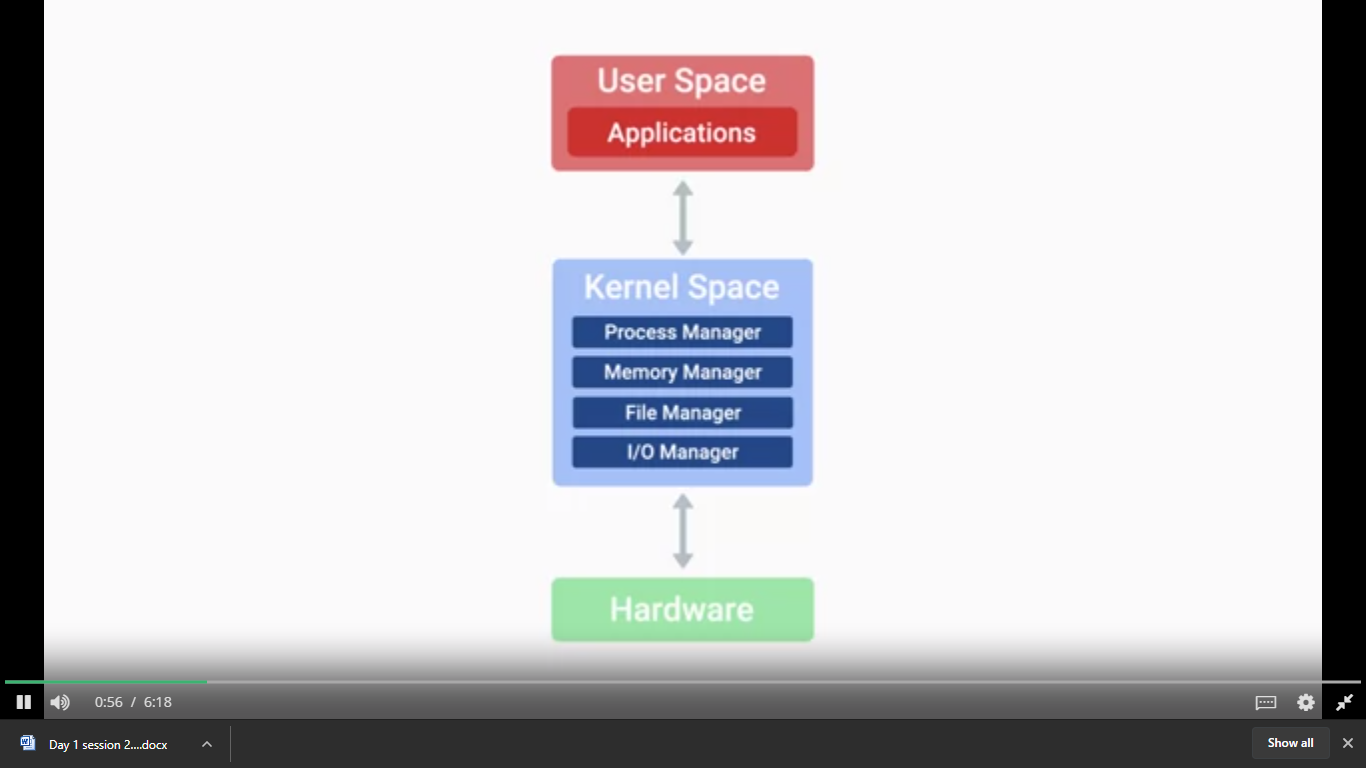 User Space
Applications
Kernel Space
Process Manager
Memory Manager
File Manager
I/O Manager
Hardware
0:56 / 6:18
Day 1 session 2....docx
Show all